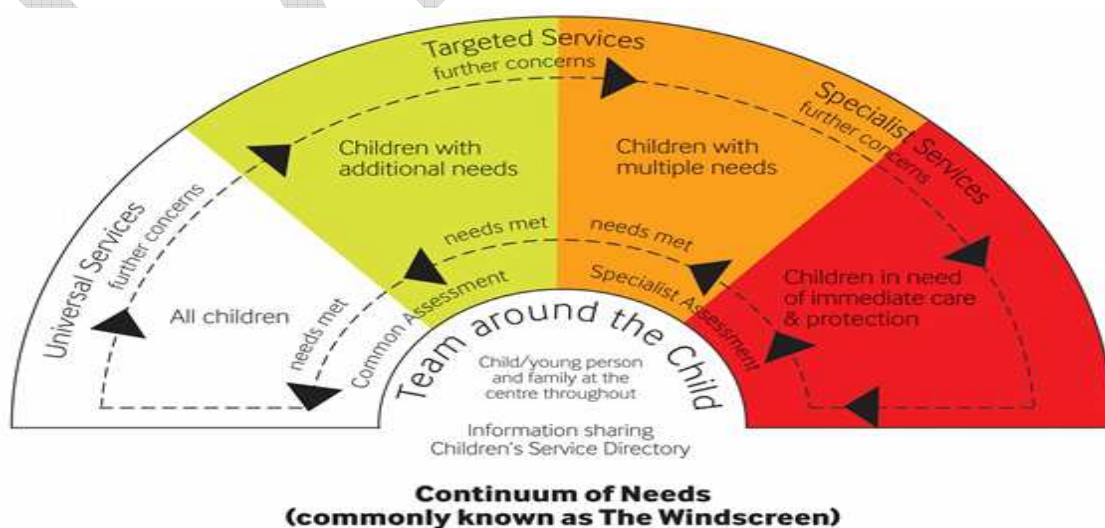 Targeted Services
further concerns
Specialist Services
further concerns
Universal Services
further concerns
Children with
additional needs
Children with
multiple needs
needs met
needs met
All children
needs met
Common Assessment
Specialist Assessment
Children in need
of immediate care
& protection
Team around the Child
Child/young person
and family at the
centre throughout
Information sharing
Children's Service Directory
Continuum of Needs
(commonly known as The Windscreen)